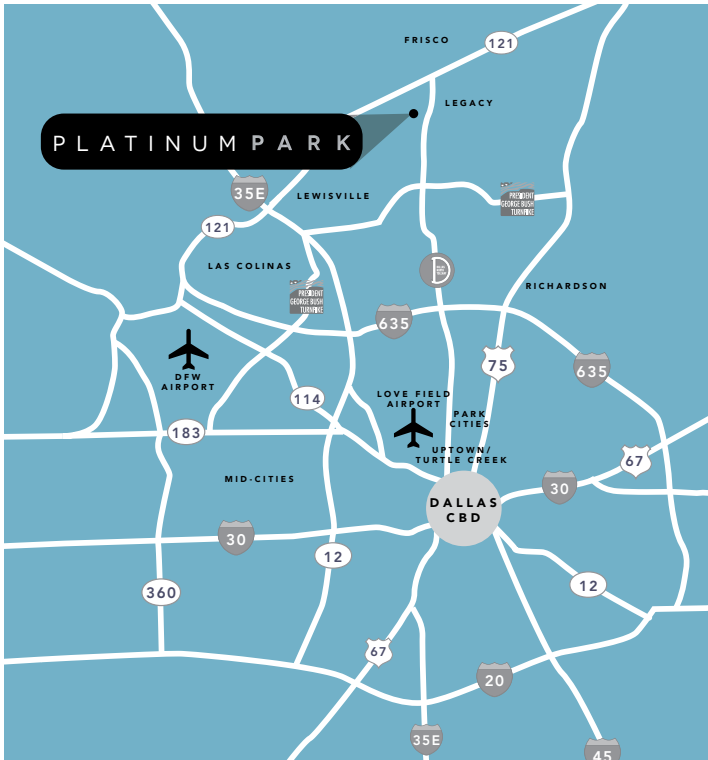 FRISCO
121
LEGACY
PLATINUM PARK
35E
LEWISVILLE
PRESIDENT
GEORGE BUSH
TURNPIKE
121
LAS COLINAS
PRESIDENT
GEORGE BUSH
TURNPIKE
RICHARDSON
635
75
635
DFW
AIRPORT
114
LOVE FIELD
AIRPORT
PARK
CITIES
183
UPTOWN/
TURTLE CREEK
67
MID-CITIES
30
DALLAS
CBD
30
12
360
12
67
20
35E
45